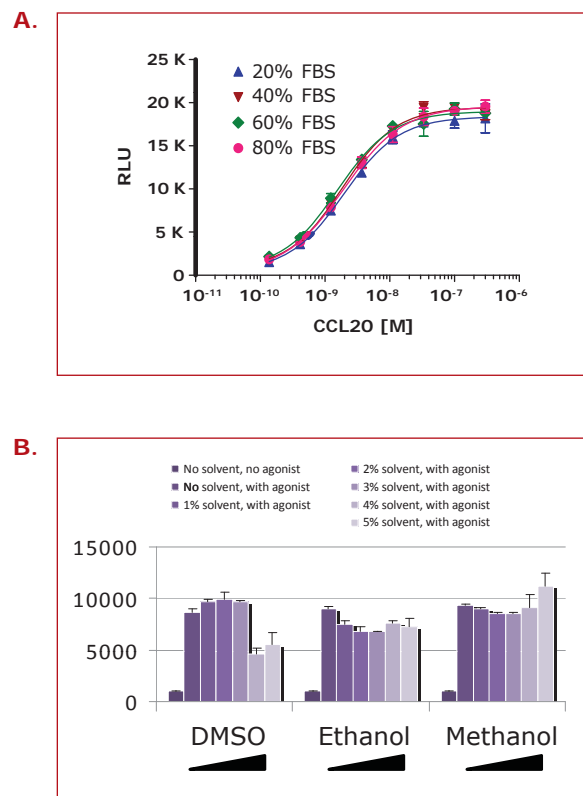 A.
25 K
20 K
15 K
10 K
5 K
0
RLU
20% FBS
40% FBS
60% FBS
80% FBS
10-11 10-10 10-9 10-8 10-7 10-6
CCL20 [M]
B.
No solvent, no agonist
No solvent, with agonist
1% solvent, with agonist
2% solvent, with agonist
3% solvent, with agonist
4% solvent, with agonist
5% solvent, with agonist
15000
10000
5000
0
DMSO Ethanol Methanol